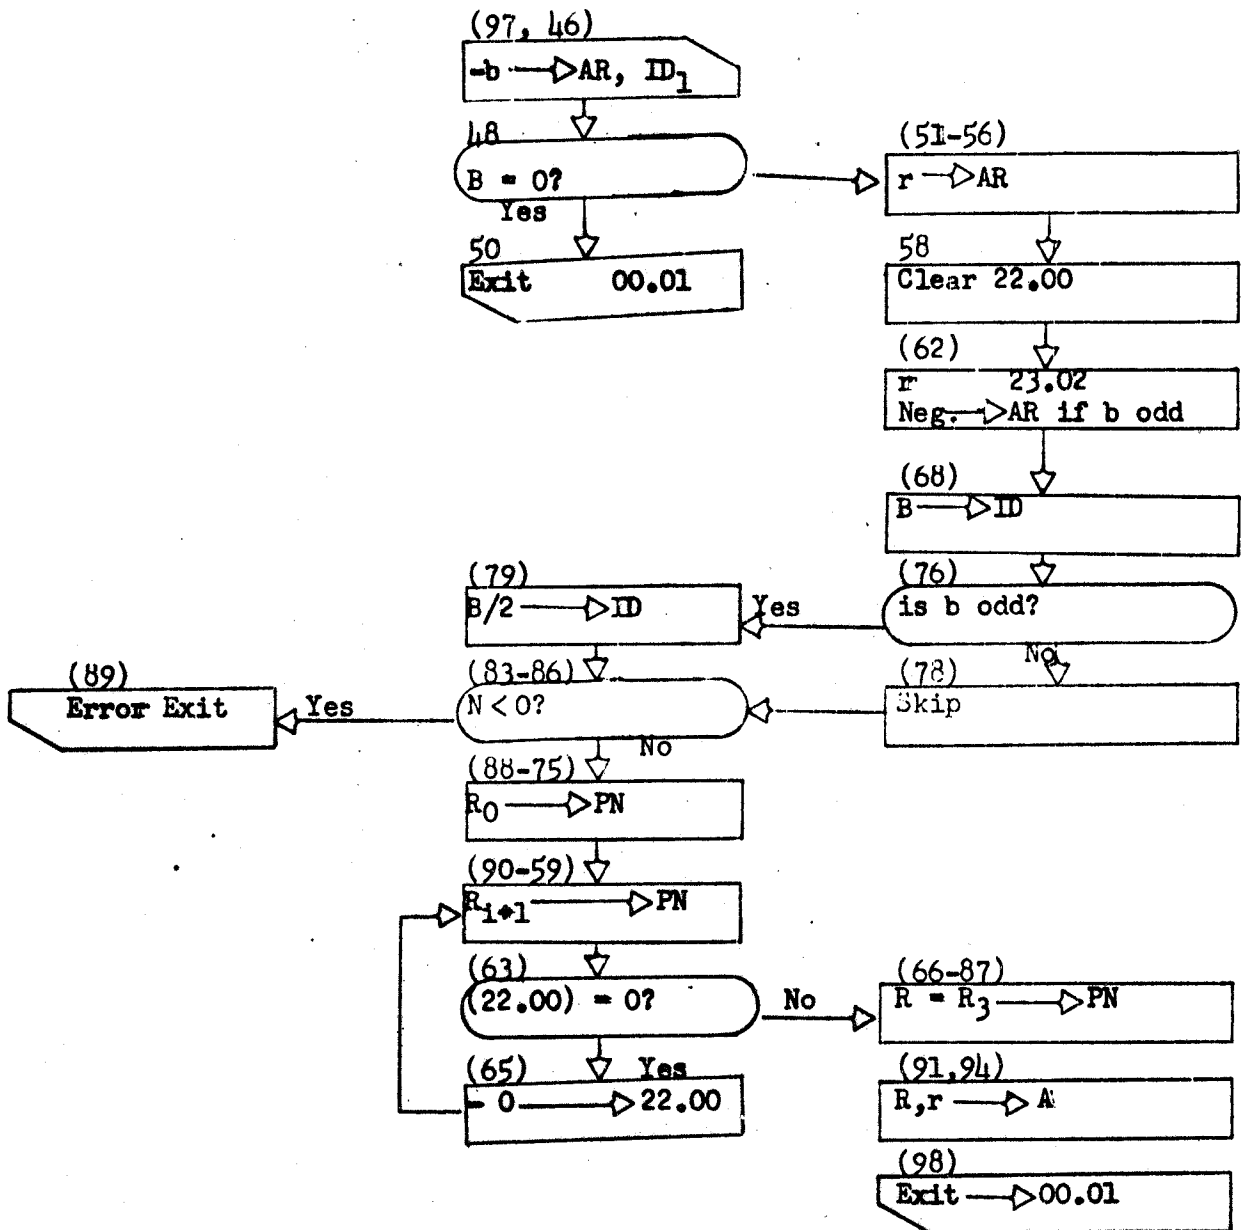 (97, 46)
-b → AR, ID1
48
B = 0?
Yes
50
Exit 00.01
(51-56)
r → AR
58
Clear 22.00
(62)
r 23.02
Neg. → AR if b odd
(68)
B → ID
(76)
is b odd?
Yes
No
(79)
B/2 → ID
(78)
Skip
(83-86)
N < 0?
Yes
No
(89)
Error Exit
(88-75)
R0 → PN
(90-59)
Ri+1 → PN
(63)
(22.00) = 0?
No
Yes
(65)
- 0 → 22.00
(66-87)
R = R3 → PN
(91,94)
R,r → A
(98)
Exit → 00.01